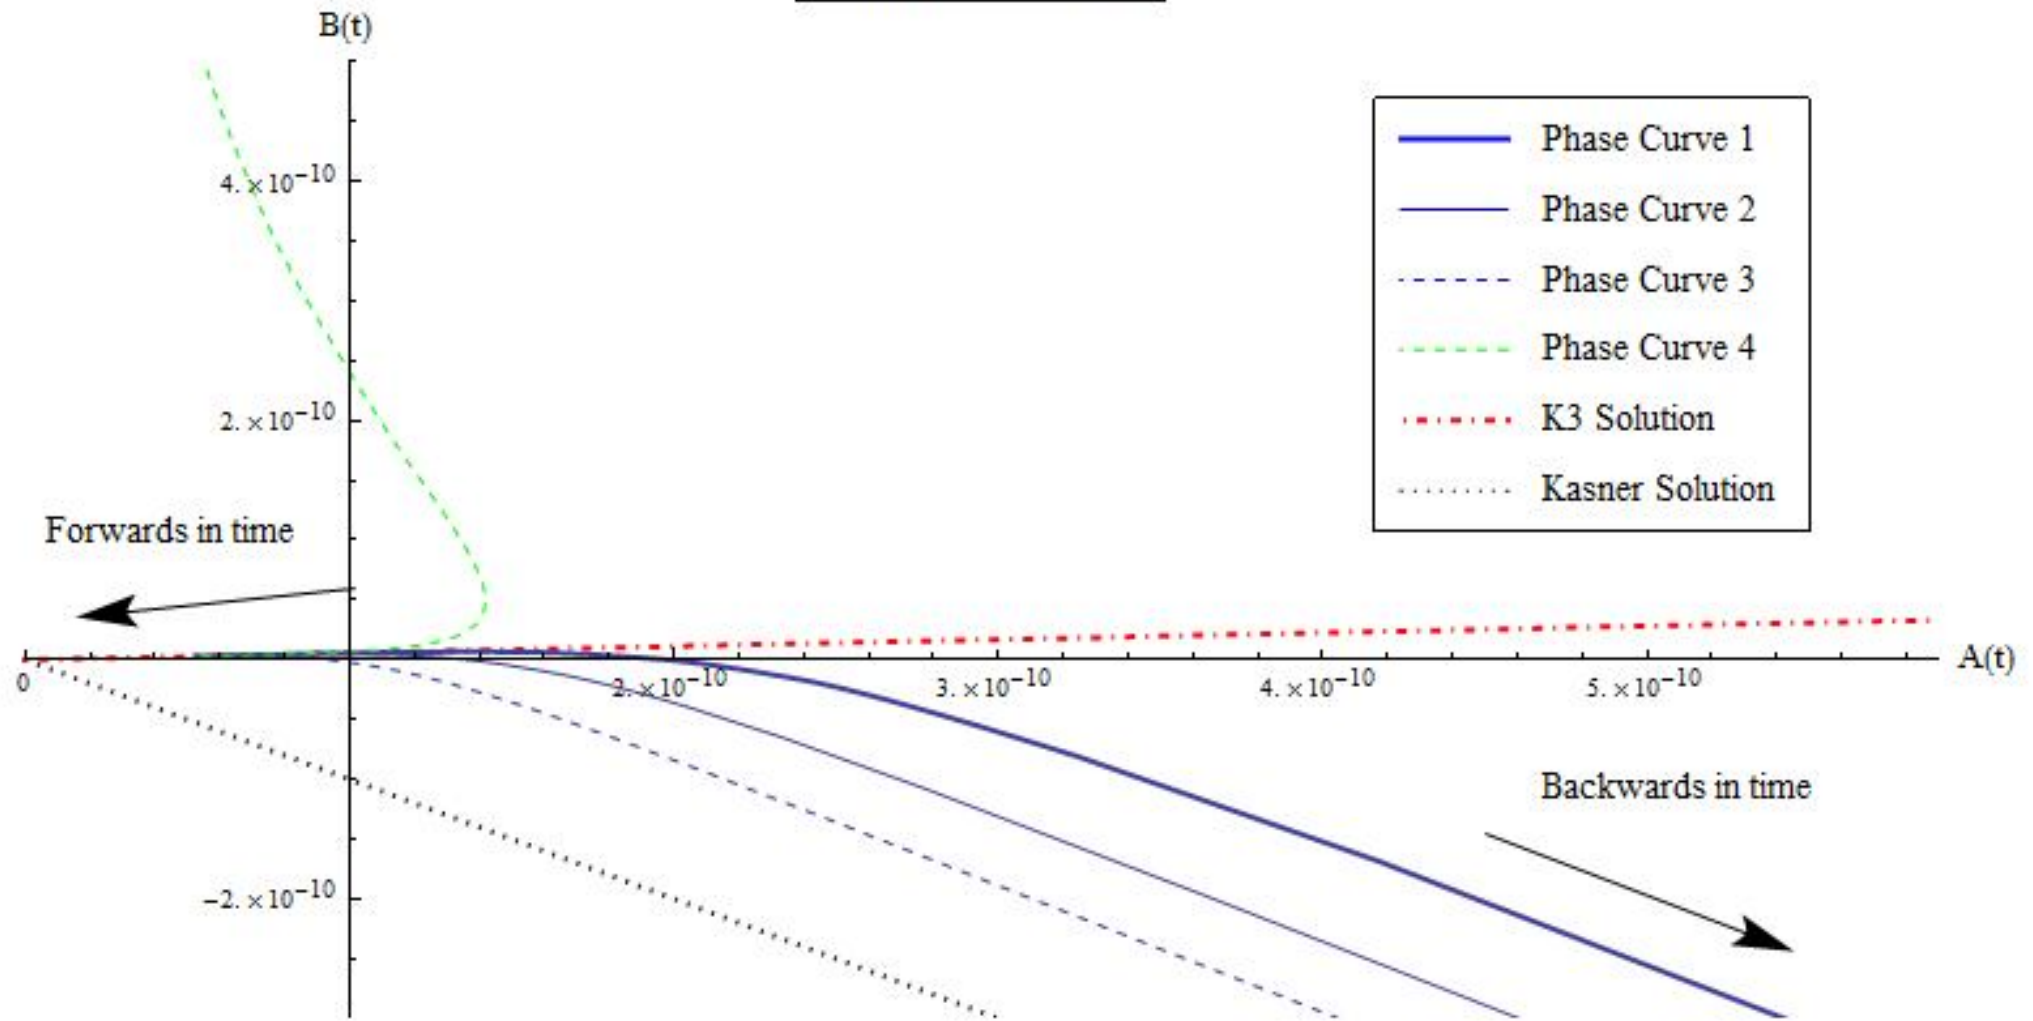 B(t)
4.×10−10
2.×10−10
Forwards in time
0
2.×10−10
3.×10−10
4.×10−10
5.×10−10
A(t)
−2.×10−10
Backwards in time
Phase Curve 1
Phase Curve 2
Phase Curve 3
Phase Curve 4
K3 Solution
Kasner Solution